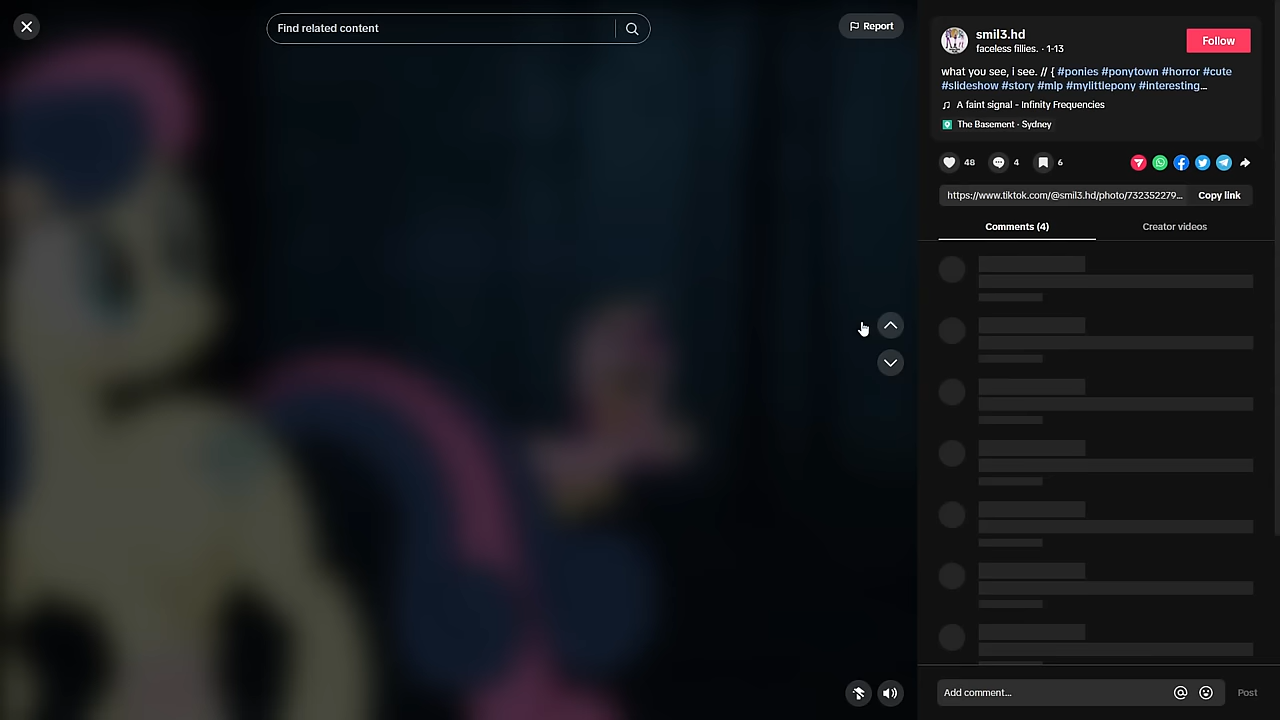 Find related content
Report
smil3.hd
faceless fillies. · 1-13
Follow
what you see, i see. // { #ponies #ponytown #horror #cute
#slideshow #story #mlp #mylittlepony #interesting...
A faint signal - Infinity Frequencies
The Basement · Sydney
48
4
6
https://www.tiktok.com/@smil3.hd/photo/732352279...
Copy link
Comments (4)
Creator videos
Add comment...
Post